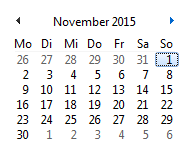 November 2015
Mo Di Mi Do Fr Sa So
26 27 28 29 30 31 1
2 3 4 5 6 7 8
9 10 11 12 13 14 15
16 17 18 19 20 21 22
23 24 25 26 27 28 29
30 1 2 3 4 5 6